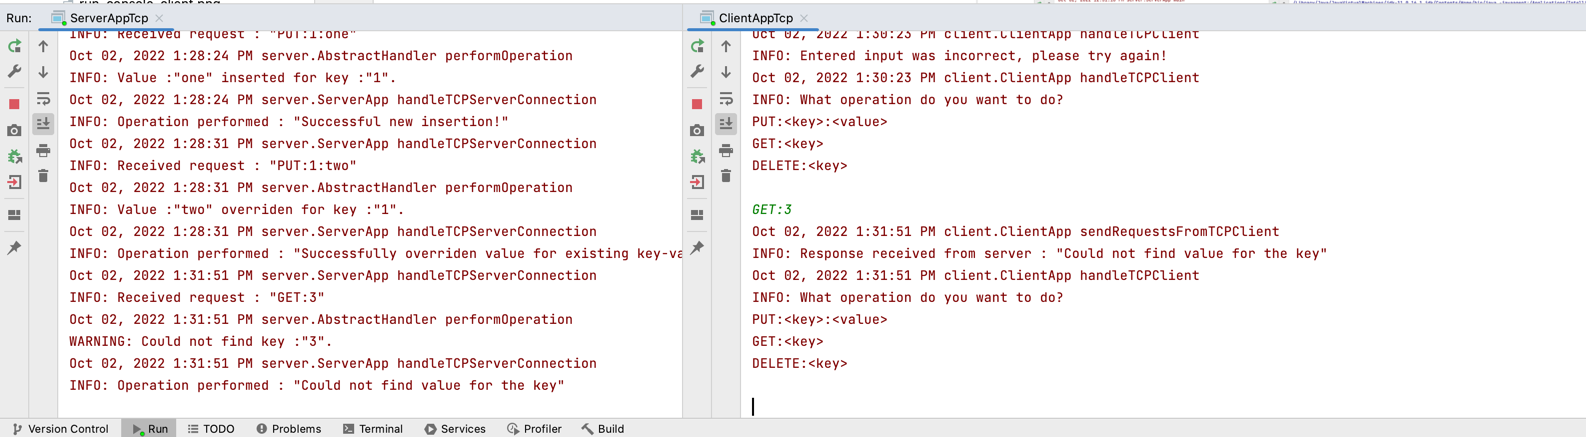 run_console_client.png
Run: ServerAppTcp
INFO: Received request : "PUT:1:one"
Oct 02, 2022 1:28:24 PM server.AbstractHandler performOperation
INFO: Value :"one" inserted for key :"1".
Oct 02, 2022 1:28:24 PM server.ServerApp handleTCPServerConnection
INFO: Operation performed : "Successful new insertion!"
Oct 02, 2022 1:28:31 PM server.ServerApp handleTCPServerConnection
INFO: Received request : "PUT:1:two"
Oct 02, 2022 1:28:31 PM server.AbstractHandler performOperation
INFO: Value :"two" overriden for key :"1".
Oct 02, 2022 1:28:31 PM server.ServerApp handleTCPServerConnection
INFO: Operation performed : "Successfully overriden value for existing key-va
Oct 02, 2022 1:31:51 PM server.ServerApp handleTCPServerConnection
INFO: Received request : "GET:3"
Oct 02, 2022 1:31:51 PM server.AbstractHandler performOperation
WARNING: Could not find key :"3".
Oct 02, 2022 1:31:51 PM server.ServerApp handleTCPServerConnection
INFO: Operation performed : "Could not find value for the key"
ClientAppTcp
Oct 02, 2022 1:30:23 PM client.ClientApp handleTCPClient
INFO: Entered input was incorrect, please try again!
Oct 02, 2022 1:30:23 PM client.ClientApp handleTCPClient
INFO: What operation do you want to do?
PUT:<key>:<value>
GET:<key>
DELETE:<key>
GET:3
Oct 02, 2022 1:31:51 PM client.ClientApp sendRequestsFromTCPClient
INFO: Response received from server : "Could not find value for the key"
Oct 02, 2022 1:31:51 PM client.ClientApp handleTCPClient
INFO: What operation do you want to do?
PUT:<key>:<value>
GET:<key>
DELETE:<key>
Version Control Run TODO Problems Terminal Services Profiler Build